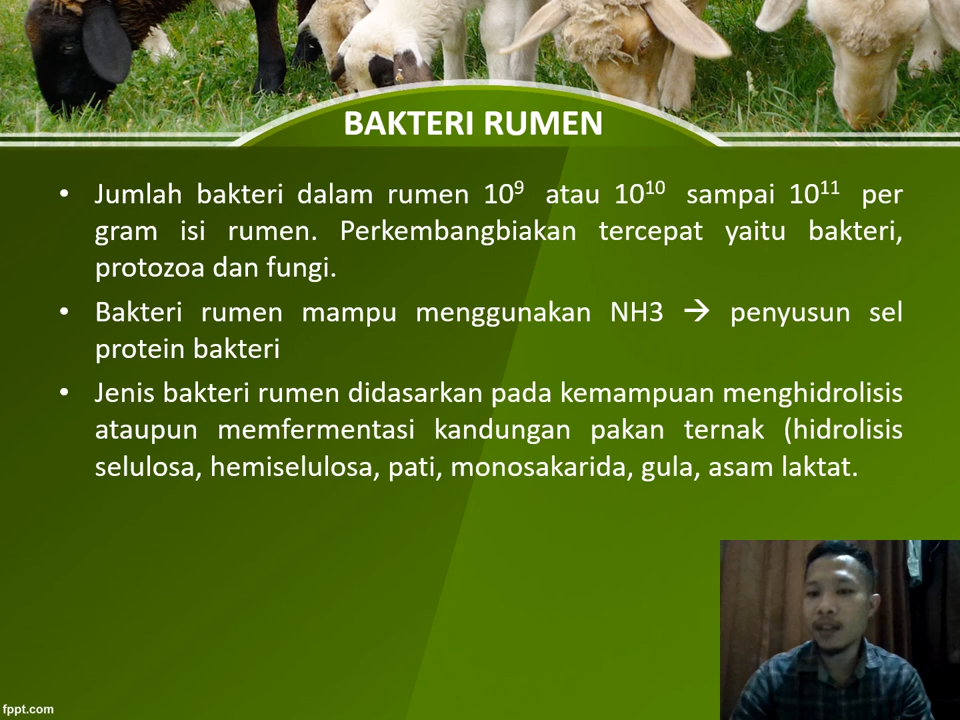 BAKTERI RUMEN
• Jumlah bakteri dalam rumen 10⁹ atau 10¹⁰ sampai 10¹¹ per
gram isi rumen. Perkembangbiakan tercepat yaitu bakteri,
protozoa dan fungi.
• Bakteri rumen mampu menggunakan NH3 → penyusun sel
protein bakteri
• Jenis bakteri rumen didasarkan pada kemampuan menghidrolisis
ataupun memfermentasi kandungan pakan ternak (hidrolisis
selulosa, hemiselulosa, pati, monosakarida, gula, asam laktat.
fppt.com